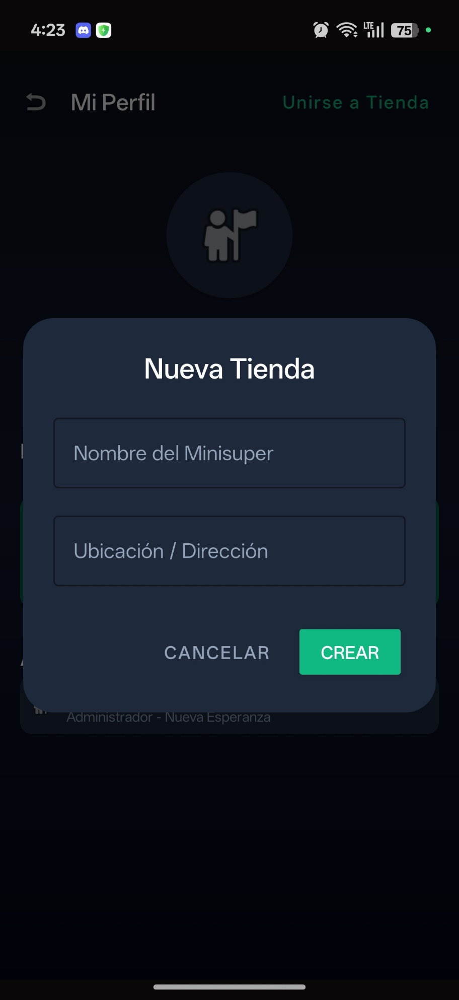 4:23
LTE
75
Mi Perfil
Unirse a Tienda
Nueva Tienda
Nombre del Minisuper
Ubicación / Dirección
CANCELAR
CREAR
Administrador - Nueva Esperanza